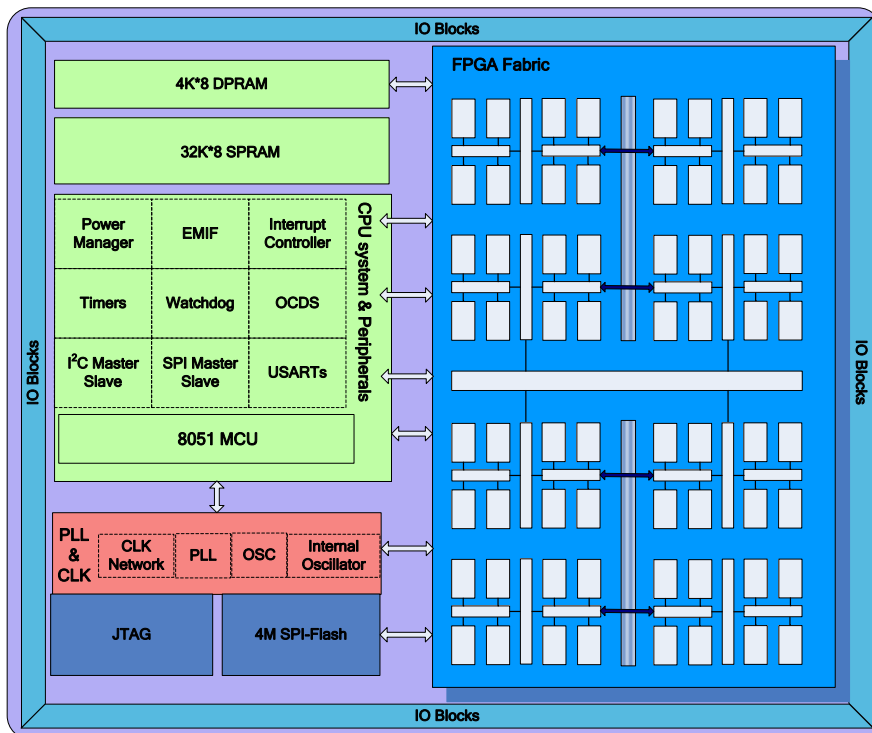 IO Blocks
FPGA Fabric
4K*8 DPRAM
32K*8 SPRAM
Power
Manager
EMIF
Interrupt
Controller
Timers
Watchdog
OCDS
I²C Master
Slave
SPI Master
Slave
USARTs
CPU system & Peripherals
8051 MCU
IO Blocks
IO Blocks
PLL
&
CLK
CLK
Network
PLL
OSC
Internal
Oscillator
JTAG
4M SPI-Flash
IO Blocks